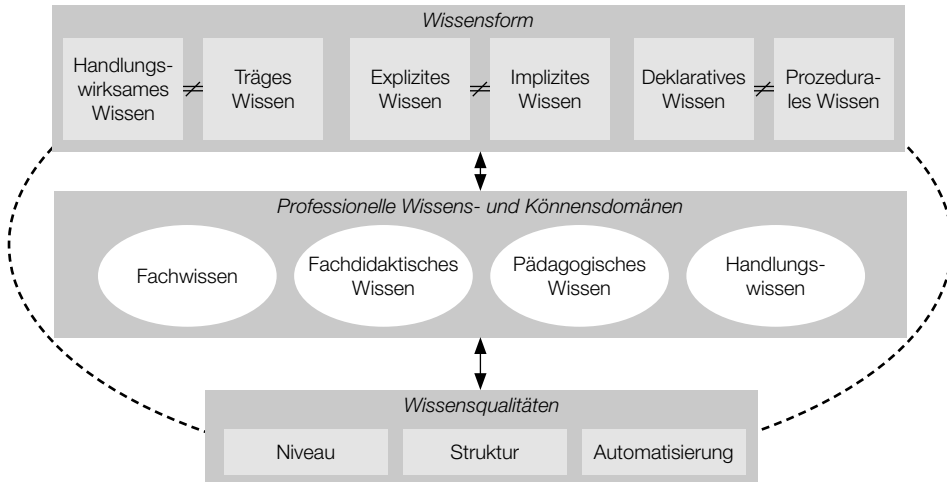 Wissensform
Handlungs-
wirksames
Wissen
≠
Träges
Wissen
Explizites
Wissen
≠
Implizites
Wissen
Deklaratives
Wissen
≠
Prozedura-
les Wissen
Professionelle Wissens- und Könnensdomänen
Fachwissen
Fachdidaktisches
Wissen
Pädagogisches
Wissen
Handlungs-
wissen
Wissensqualitäten
Niveau
Struktur
Automatisierung